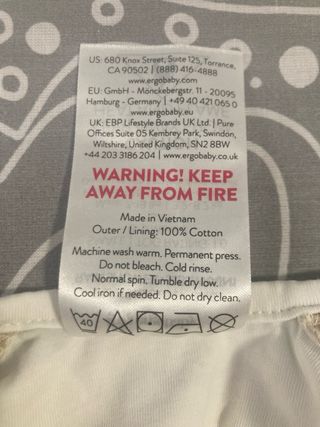 US: 680 Knox Street, Suite 125, Torrance,
CA 90502 | (888) 416-4888
www.ergobaby.com
EU: GmbH - Mönckebergstr. 11 - 20095
Hamburg - Germany | +49 40 421 065 0
www.ergobaby.eu
UK: EBP Lifestyle Brands UK Ltd. | Pure
Offices Suite 05 Kembrey Park, Swindon,
Wiltshire, United Kingdom, SN2 8BW
+44 203 3186 204 | www.ergobaby.co.uk
WARNING! KEEP
AWAY FROM FIRE
Made in Vietnam
Outer / Lining: 100% Cotton
Machine wash warm. Permanent press.
Do not bleach. Cold rinse.
Normal spin. Tumble dry low.
Cool iron if needed. Do not dry clean.
40